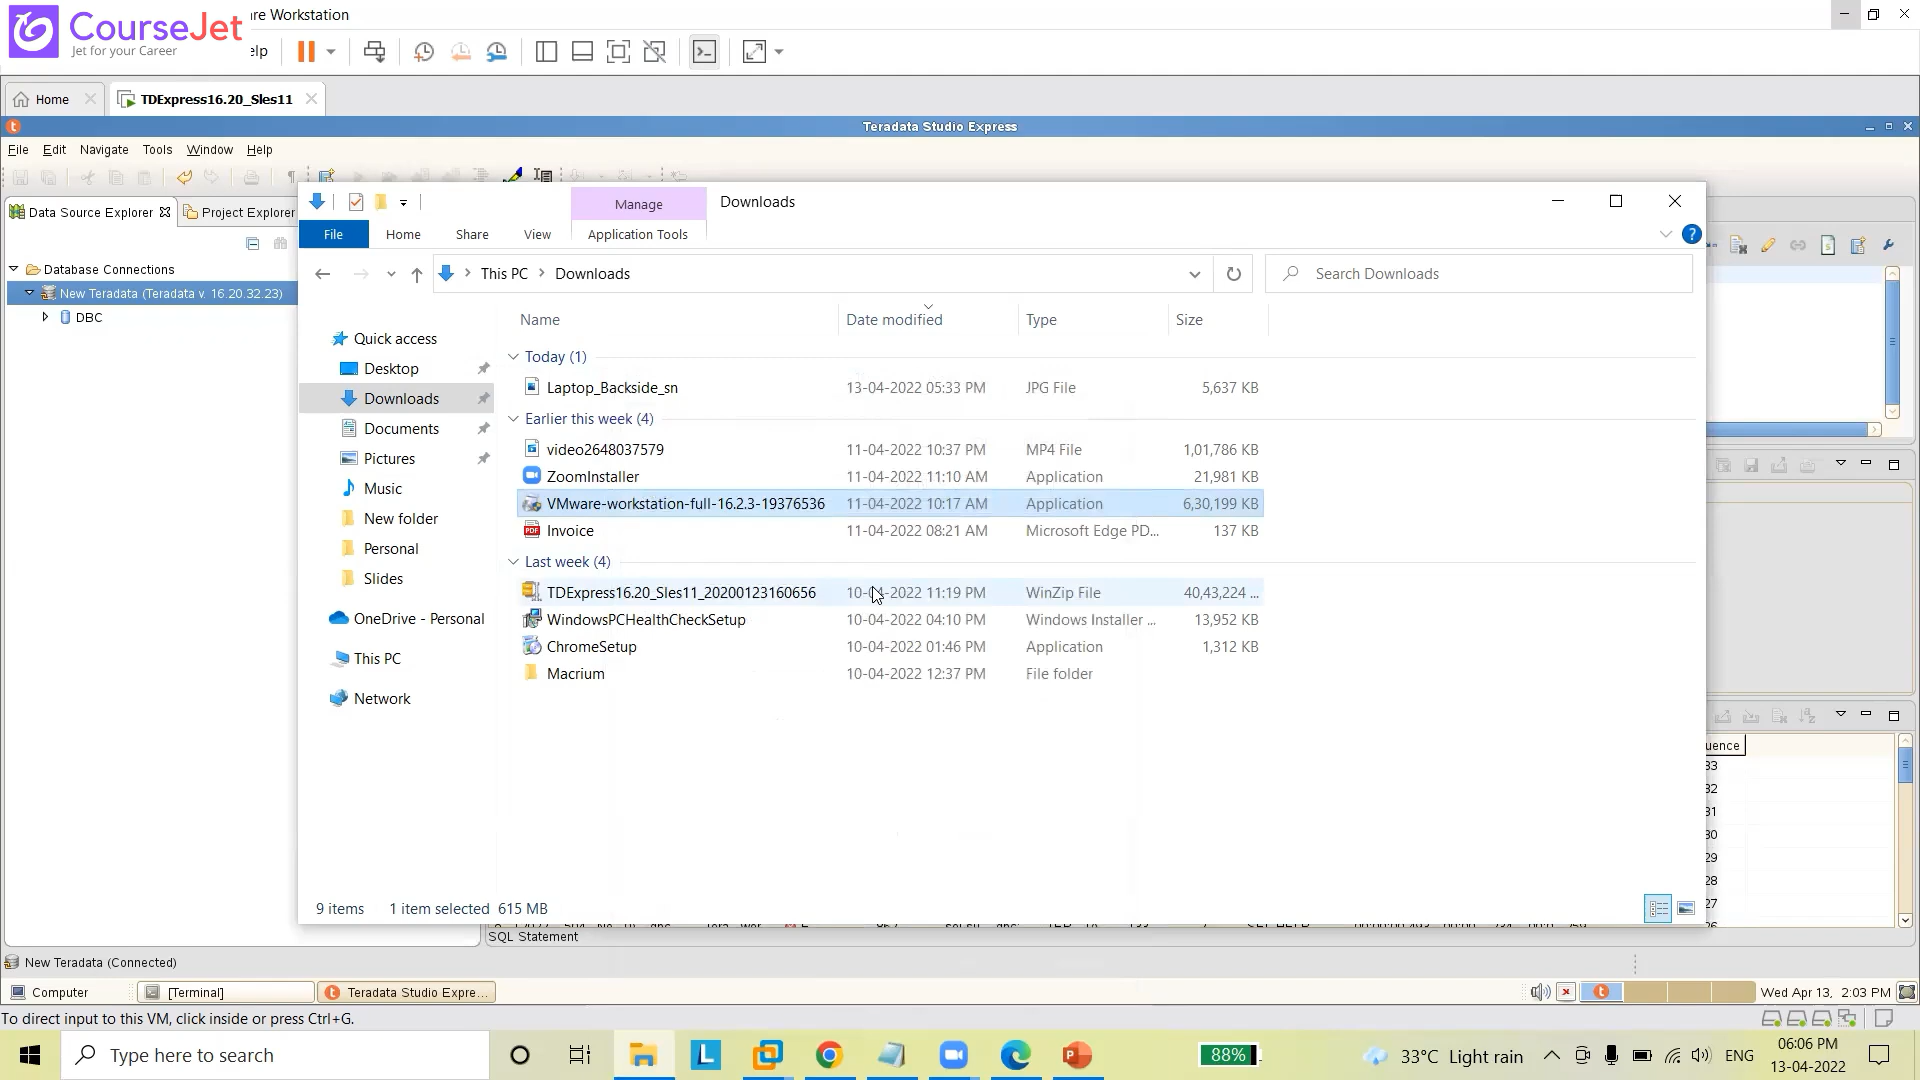 CourseJet
Jet for your Career
re Workstation
elp
Home
TDExpress16.20_Sles11
Teradata Studio Express
File Edit Navigate Tools Window Help
Data Source Explorer
Project Explorer
Database Connections
New Teradata (Teradata v. 16.20.32.23)
DBC
Manage
Downloads
File Home Share View Application Tools
This PC Downloads
Search Downloads
Name Date modified Type Size
Quick access
Desktop
Downloads
Documents
Pictures
Music
New folder
Personal
Slides
OneDrive - Personal
This PC
Network
Today (1)
Laptop_Backside_sn 13-04-2022 05:33 PM JPG File 5,637 KB
Earlier this week (4)
video2648037579 11-04-2022 10:37 PM MP4 File 1,01,786 KB
ZoomInstaller 11-04-2022 11:10 AM Application 21,981 KB
VMware-workstation-full-16.2.3-19376536 11-04-2022 10:17 AM Application 6,30,199 KB
Invoice 11-04-2022 08:21 AM Microsoft Edge PD... 137 KB
Last week (4)
TDExpress16.20_Sles11_20200123160656 10-04-2022 11:19 PM WinZip File 40,43,224 ...
WindowsPCHealthCheckSetup 10-04-2022 04:10 PM Windows Installer ... 13,952 KB
ChromeSetup 10-04-2022 01:46 PM Application 1,312 KB
Macrium 10-04-2022 12:37 PM File folder
9 items 1 item selected 615 MB
uence
33
32
31
30
29
28
27
SQL Statement
New Teradata (Connected)
Computer
[Terminal]
Teradata Studio Expre...
Wed Apr 13, 2:03 PM
To direct input to this VM, click inside or press Ctrl+G.
Type here to search
88%
33°C Light rain
ENG
06:06 PM
13-04-2022